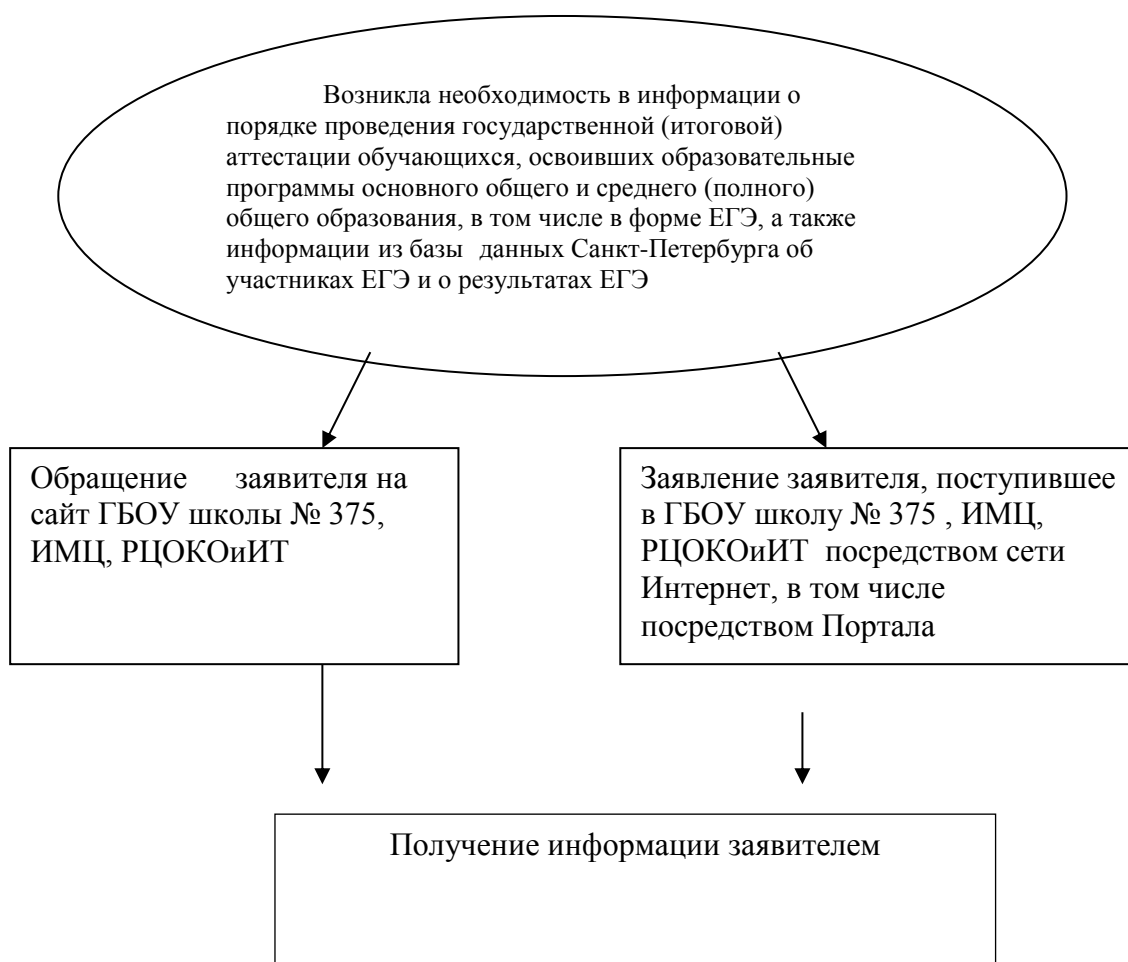 Возникла необходимость в информации о
порядке проведения государственной (итоговой)
аттестации обучающихся, освоивших образовательные
программы основного общего и среднего (полного)
общего образования, в том числе в форме ЕГЭ, а также
информации из базы данных Санкт-Петербурга об
участниках ЕГЭ и о результатах ЕГЭ
Обращение заявителя на
сайт ГБОУ школы № 375,
ИМЦ, РЦОКОиИТ
Заявление заявителя, поступившее
в ГБОУ школу № 375 , ИМЦ,
РЦОКОиИТ посредством сети
Интернет, в том числе
посредством Портала
Получение информации заявителем